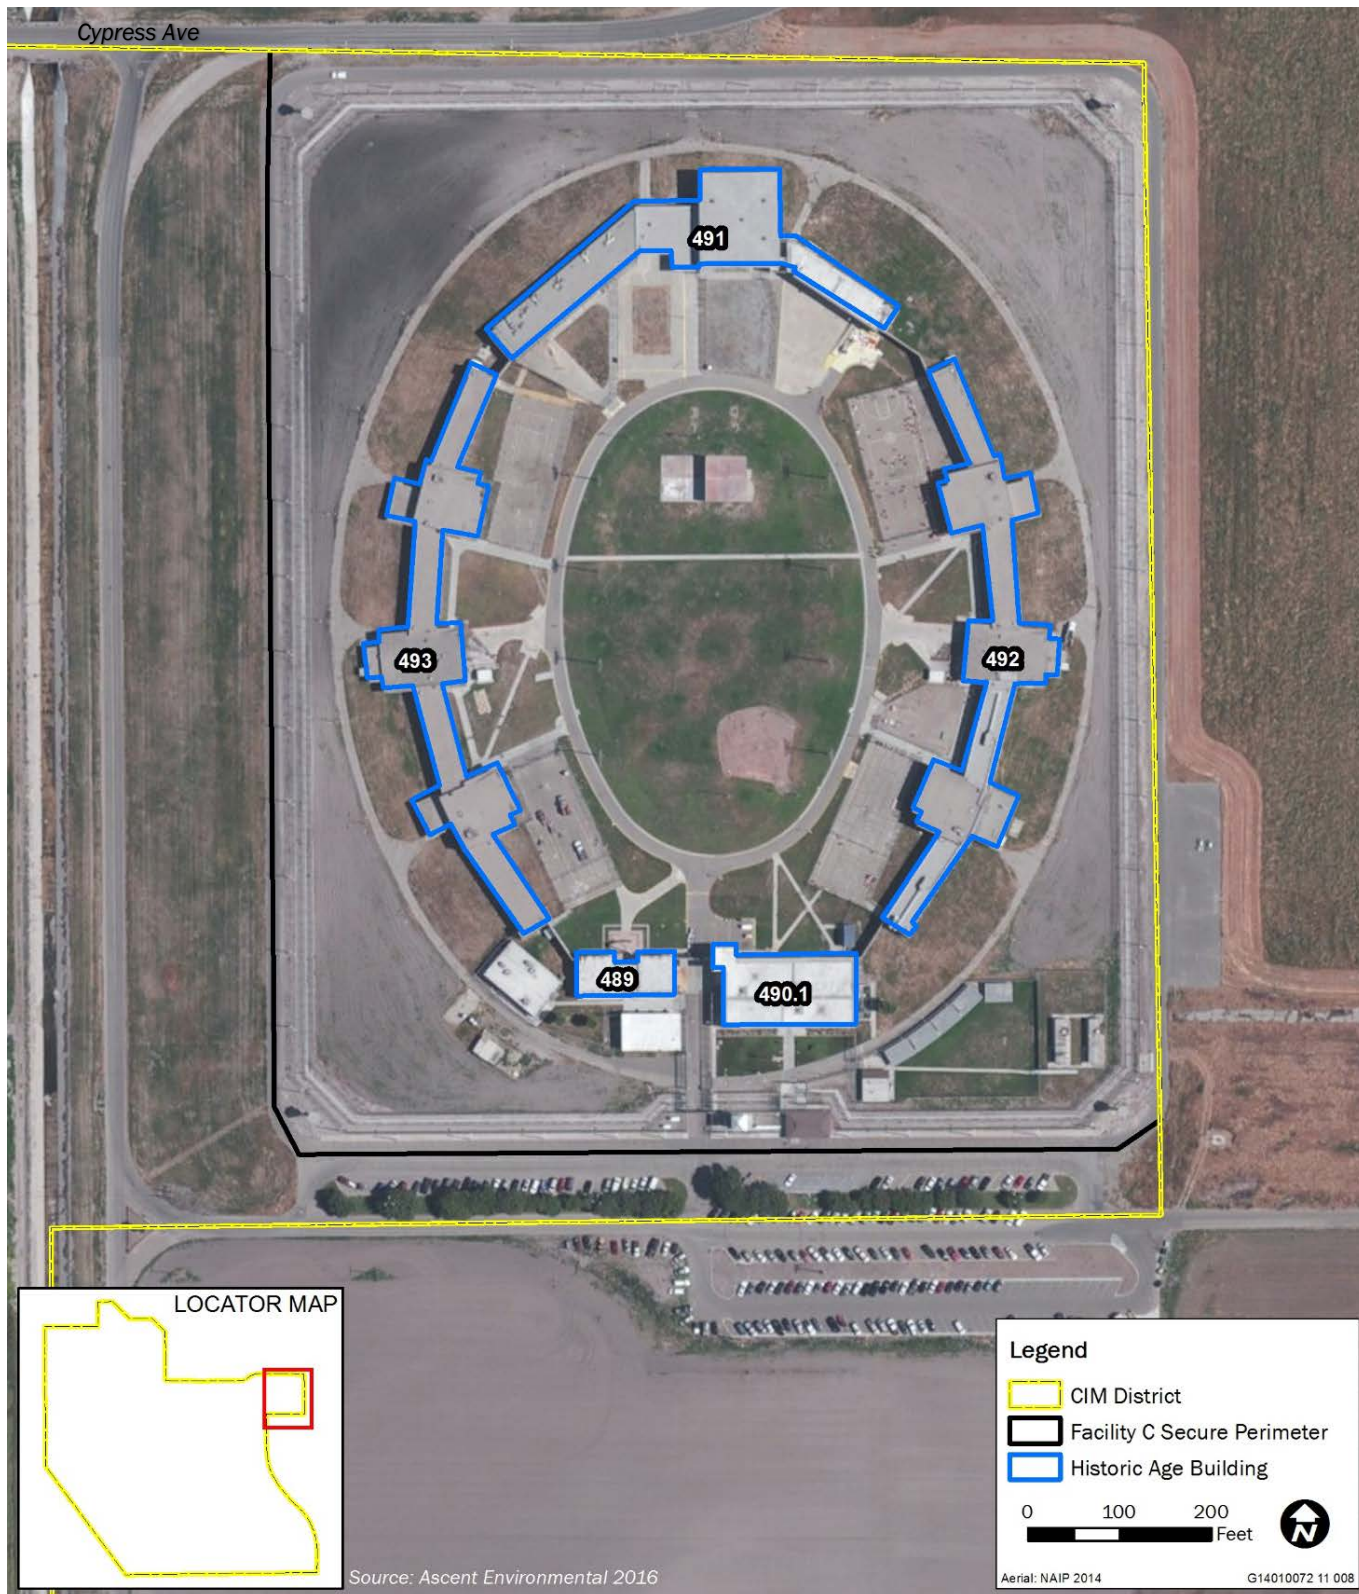 Cypress Ave
491
493
492
489
490.1
LOCATOR MAP
Legend
CIM District
Facility C Secure Perimeter
Historic Age Building
0 100 200
Feet
N
Source: Ascent Environmental 2016
Aerial: NAIP 2014
G14010072 11 008